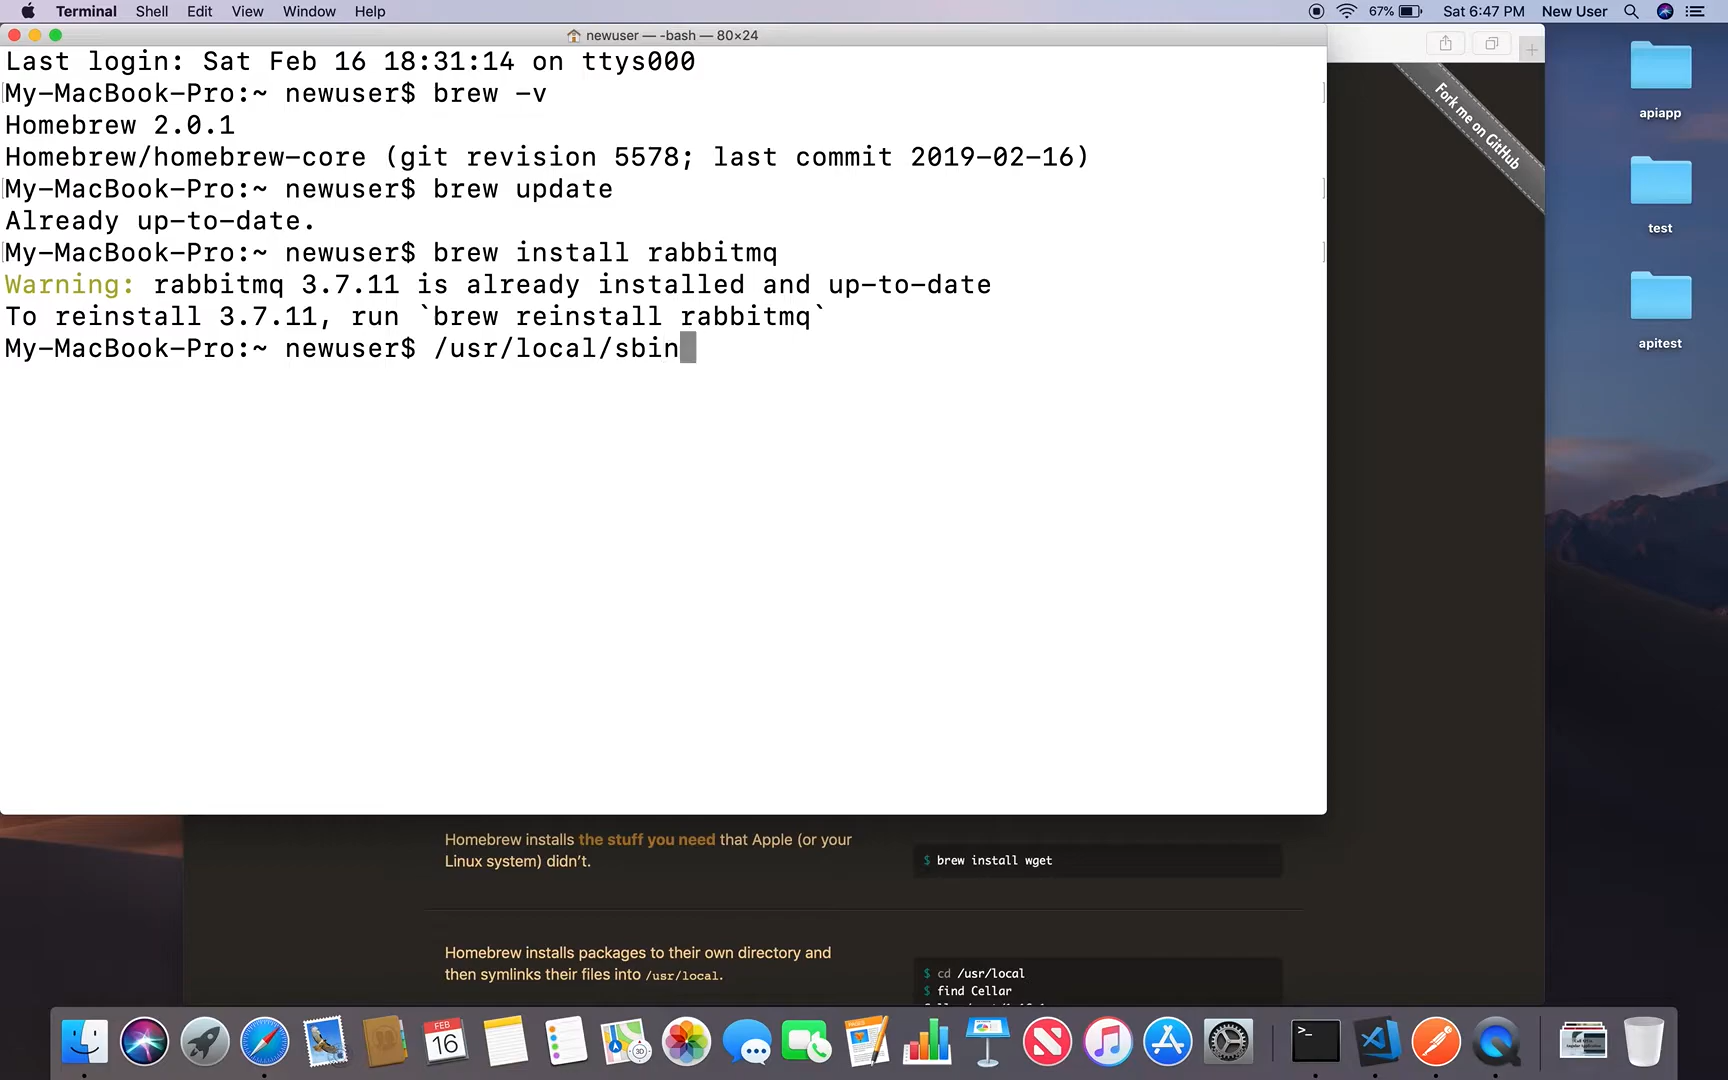 Terminal Shell Edit View Window Help 67% Sat 6:47 PM New User
newuser — -bash — 80×24
Last login: Sat Feb 16 18:31:14 on ttys000
My-MacBook-Pro:~ newuser$ brew -v
Homebrew 2.0.1
Homebrew/homebrew-core (git revision 5578; last commit 2019-02-16)
My-MacBook-Pro:~ newuser$ brew update
Already up-to-date.
My-MacBook-Pro:~ newuser$ brew install rabbitmq
Warning: rabbitmq 3.7.11 is already installed and up-to-date
To reinstall 3.7.11, run `brew reinstall rabbitmq`
My-MacBook-Pro:~ newuser$ /usr/local/sbin
Fork me on GitHub
apiapp
test
apitest
Homebrew installs the stuff you need that Apple (or your
Linux system) didn’t.
$ brew install wget
Homebrew installs packages to their own directory and
then symlinks their files into /usr/local.
$ cd /usr/local
$ find Cellar
FEB
16
3D
PAGES
>_